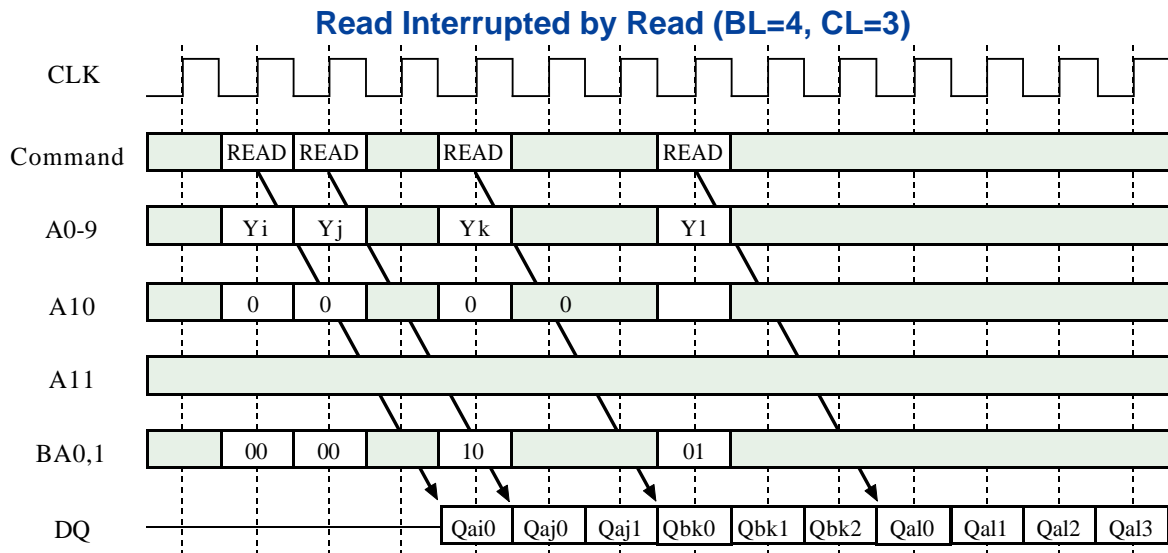 Read Interrupted by Read (BL=4, CL=3)
CLK
Command READ READ READ READ
A0-9 Yi Yj Yk Yl
A10 0 0 0 0
A11
BA0,1 00 00 10 01
DQ Qai0 Qaj0 Qaj1 Qbk0 Qbk1 Qbk2 Qal0 Qal1 Qal2 Qal3